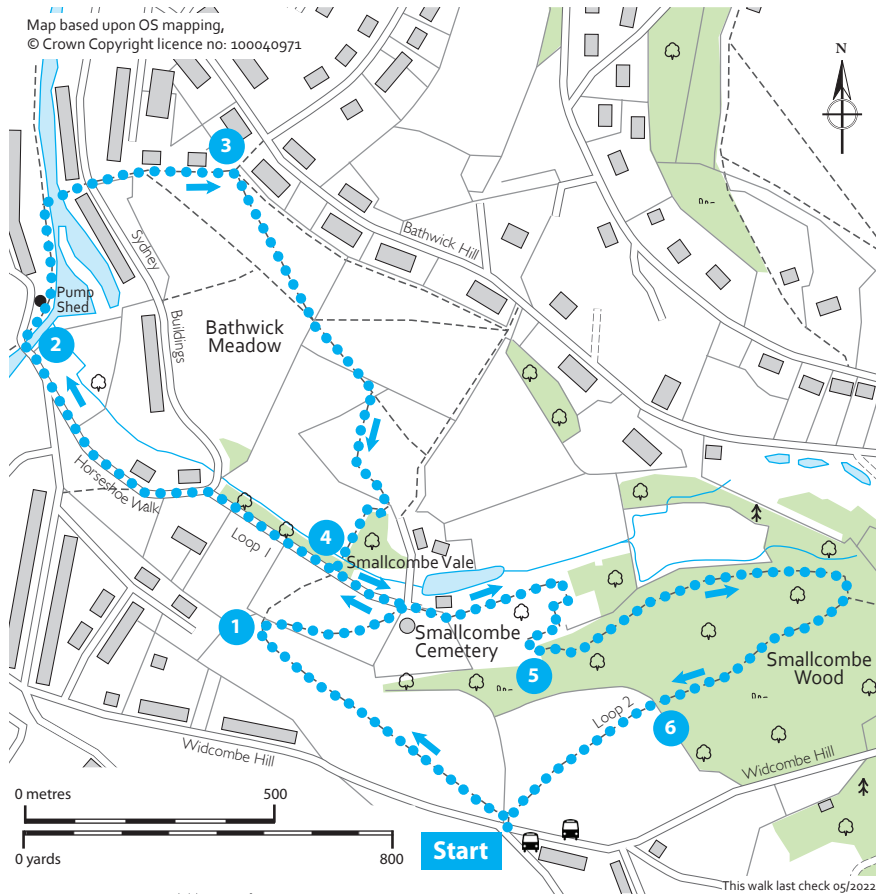 Map based upon OS mapping,
© Crown Copyright licence no: 100040971
N
3
Bathwick Hill
Sydney
Buildings
Pump
Shed
2
Bathwick
Meadow
Horseshoe Walk
Loop 1
4
Smallcombe Vale
1
Smallcombe
Cemetery
5
Smallcombe
Wood
Loop 2
6
Widcombe Hill
Widcombe Hill
0 metres 500
0 yards 800
Start
This walk last check 05/2022